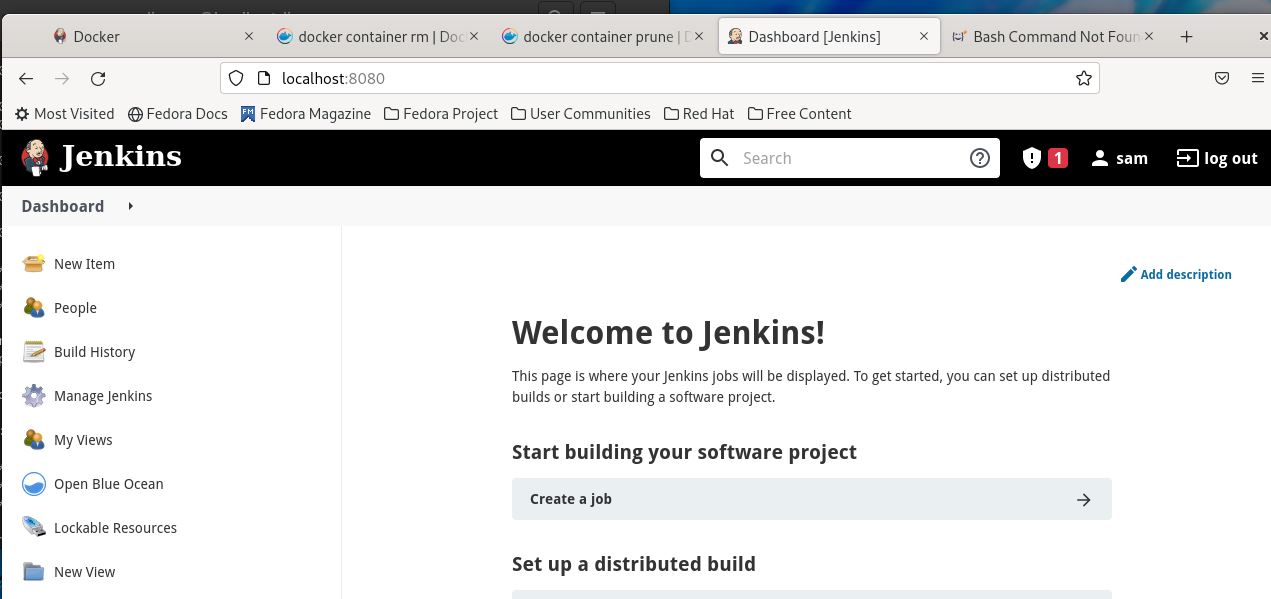 Docker
docker container rm | Doc
docker container prune | D
Dashboard [Jenkins]
Bash Command Not Foun
localhost:8080
Most Visited
Fedora Docs
Fedora Magazine
Fedora Project
User Communities
Red Hat
Free Content
Jenkins
Search
1
sam
log out
Dashboard
New Item
People
Build History
Manage Jenkins
My Views
Open Blue Ocean
Lockable Resources
New View
Add description
Welcome to Jenkins!
This page is where your Jenkins jobs will be displayed. To get started, you can set up distributed
builds or start building a software project.
Start building your software project
Create a job
Set up a distributed build